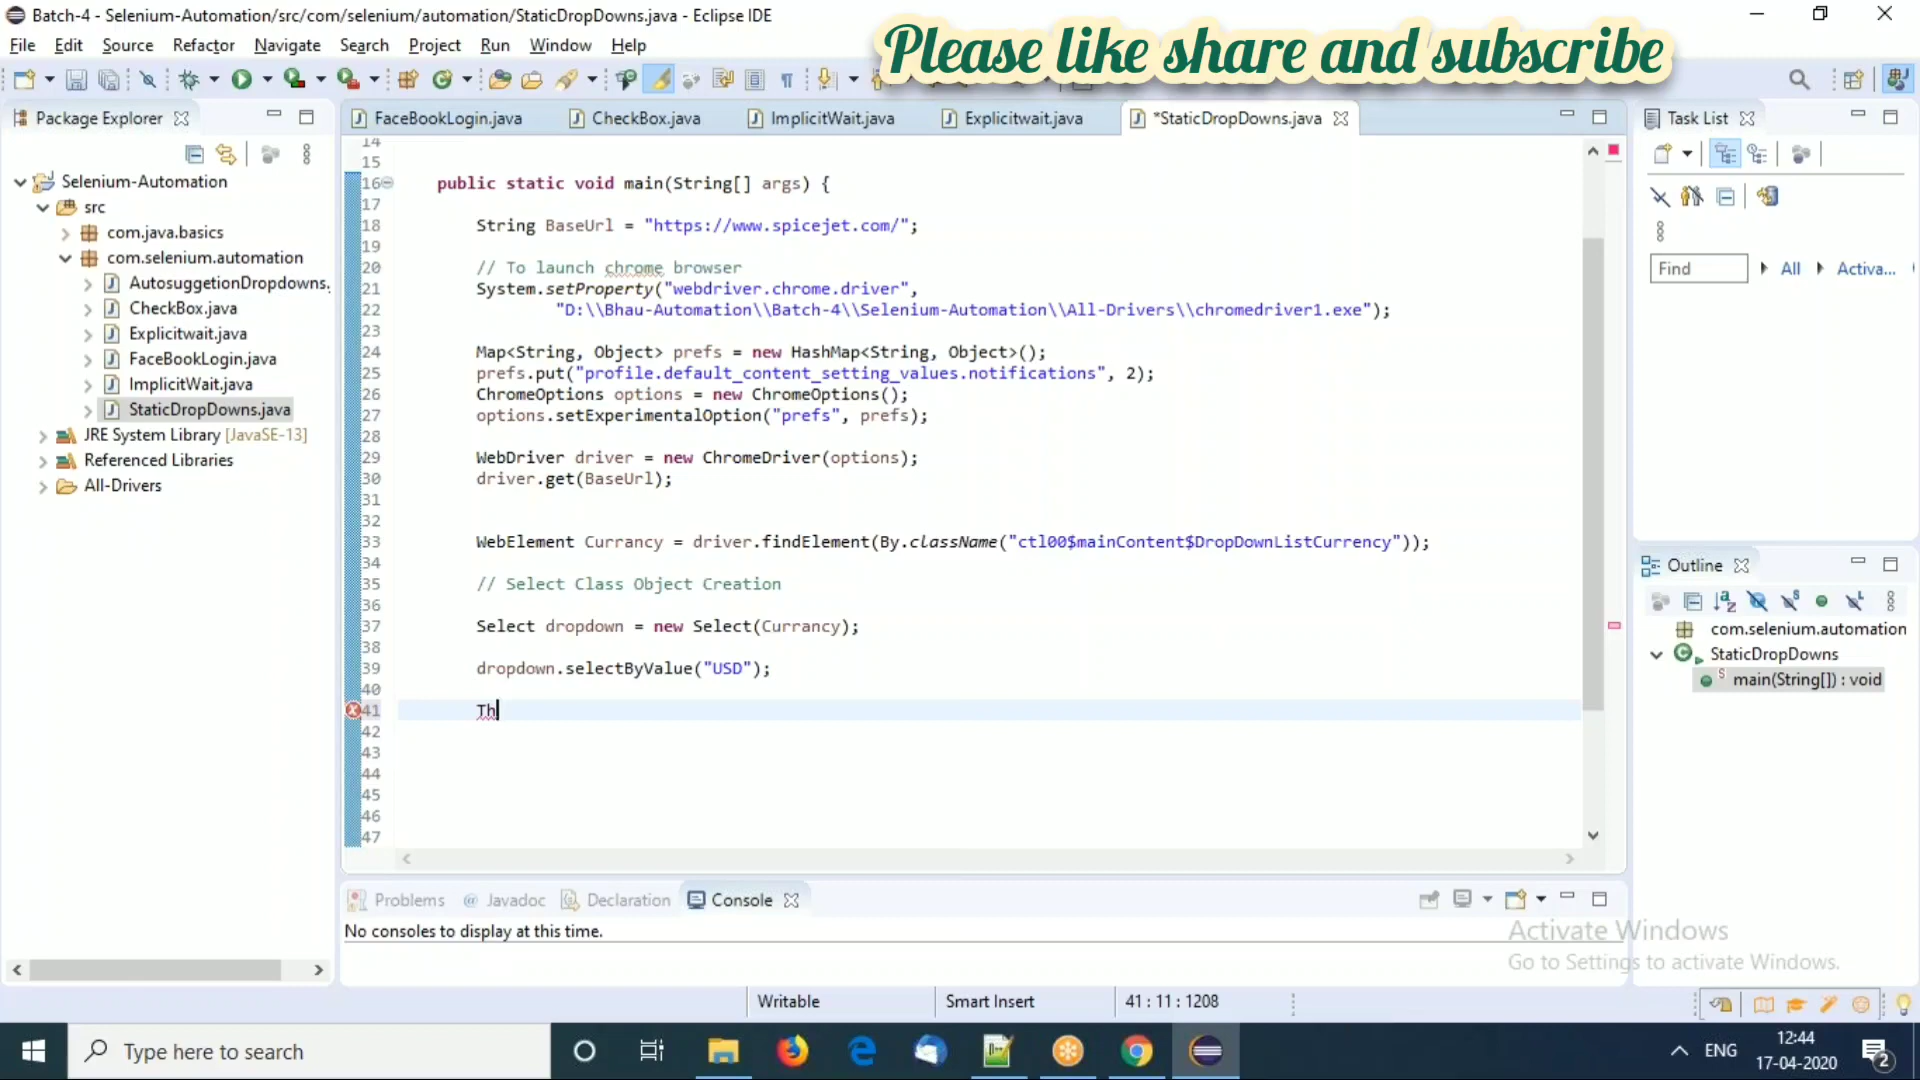 Batch-4 - Selenium-Automation/src/com/selenium/automation/StaticDropDowns.java - Eclipse IDE
Please like share and subscribe
File Edit Source Refactor Navigate Search Project Run Window Help
Package Explorer
FaceBookLogin.java CheckBox.java ImplicitWait.java Explicitwait.java *StaticDropDowns.java
Task List
Selenium-Automation
src
com.java.basics
com.selenium.automation
AutosuggetionDropdowns.
CheckBox.java
Explicitwait.java
FaceBookLogin.java
ImplicitWait.java
StaticDropDowns.java
JRE System Library [JavaSE-13]
Referenced Libraries
All-Drivers
14
15
16 public static void main(String[] args) {
17
18 String BaseUrl = "https://www.spicejet.com/";
19
20 // To launch chrome browser
21 System.setProperty("webdriver.chrome.driver",
22 "D:\\Bhau-Automation\\Batch-4\\Selenium-Automation\\All-Drivers\\chromedriver1.exe");
23
24 Map<String, Object> prefs = new HashMap<String, Object>();
25 prefs.put("profile.default_content_setting_values.notifications", 2);
26 ChromeOptions options = new ChromeOptions();
27 options.setExperimentalOption("prefs", prefs);
28
29 WebDriver driver = new ChromeDriver(options);
30 driver.get(BaseUrl);
31
32
33 WebElement Currancy = driver.findElement(By.className("ctl00$mainContent$DropDownListCurrency"));
34
35 // Select Class Object Creation
36
37 Select dropdown = new Select(Currancy);
38
39 dropdown.selectByValue("USD");
40
41 Th
42
43
44
45
46
47
Find All Activa...
Outline
com.selenium.automation
StaticDropDowns
main(String[]) : void
Problems Javadoc Declaration Console
No consoles to display at this time.
Activate Windows
Go to Settings to activate Windows.
Writable Smart Insert 41 : 11 : 1208
Type here to search
ENG
12:44
17-04-2020
2